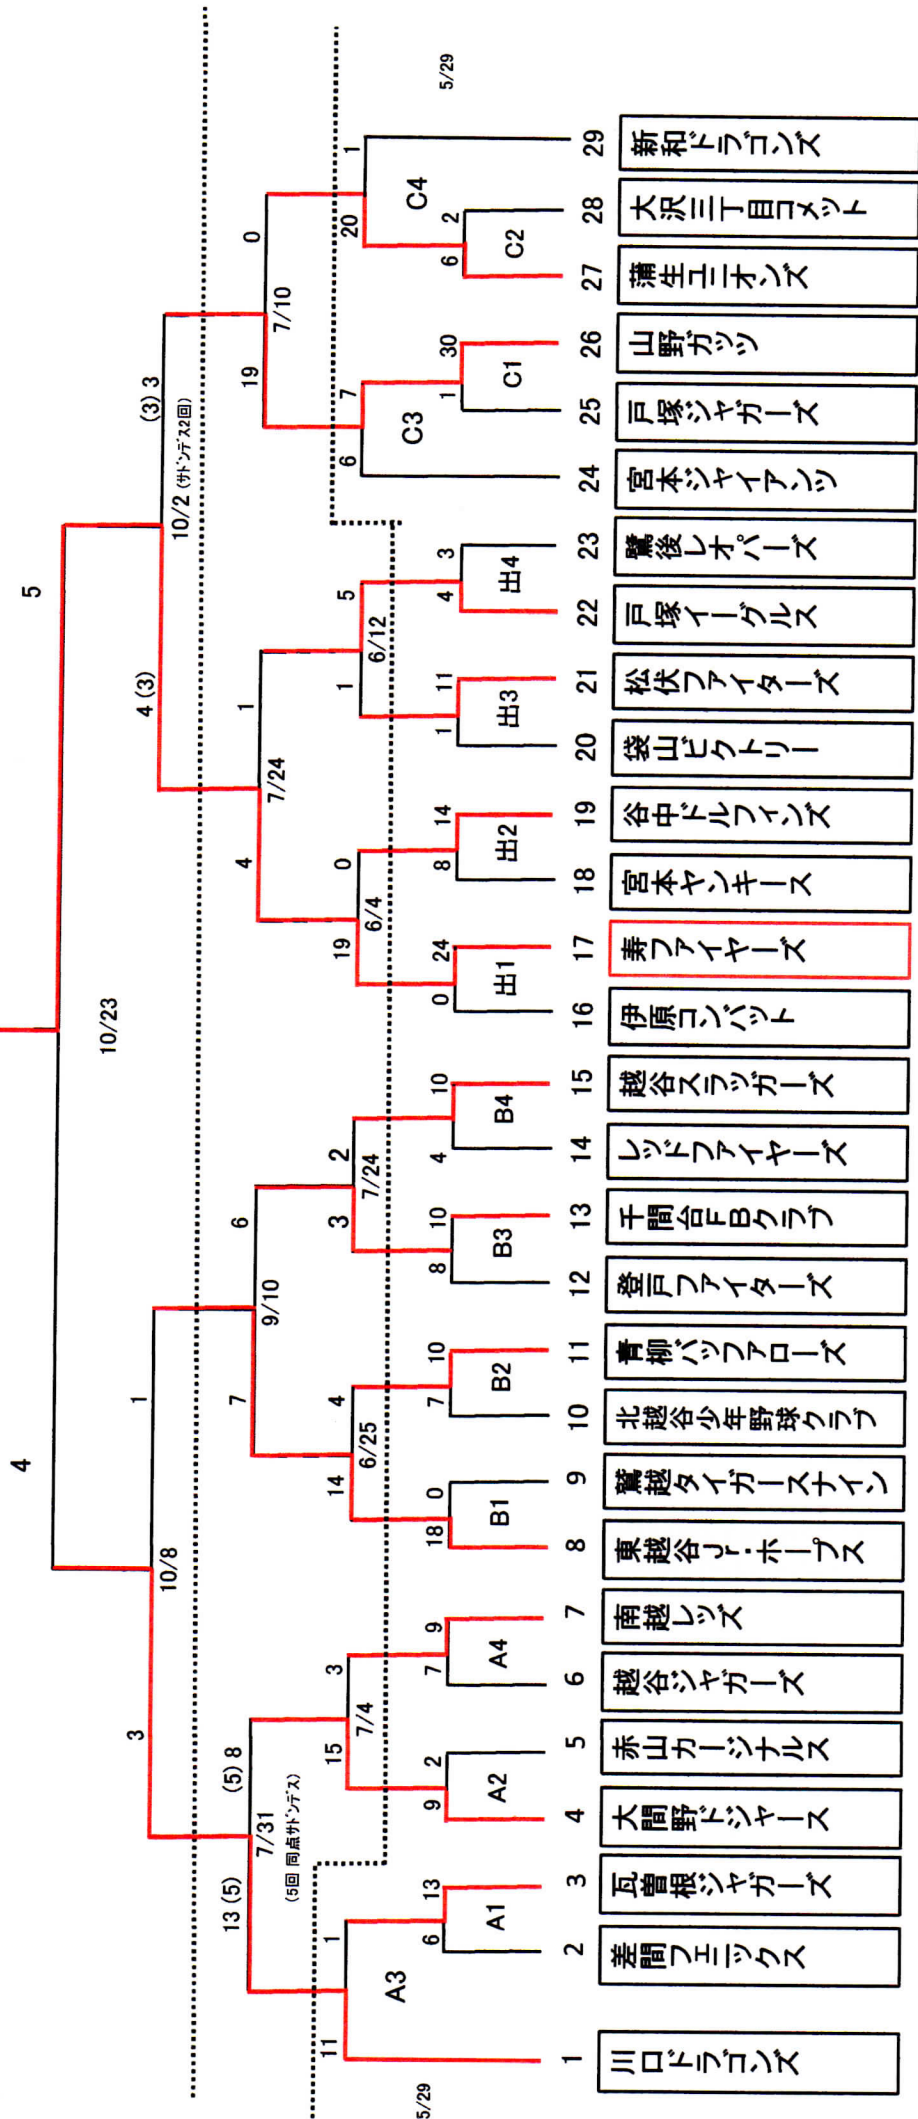 4
5
10/23
3
1
10/8
4 (3)
(3) 3
10/2 (サドンデス2回)
13 (5)
(5) 8
7/31
(5回 同点サドンデス)
7
6
9/10
4
1
7/24
19
0
7/10
11
1
A3
15
3
7/4
14
4
6/25
3
2
7/24
19
0
6/4
1
5
6/12
6
7
C3
20
1
C4
6
13
A1
9
2
A2
7
9
A4
18
0
B1
7
10
B2
8
10
B3
4
10
B4
0
24
出1
8
14
出2
1
11
出3
4
3
出4
1
30
C1
6
2
C2
5/29
5/29
1
川口ドラゴンズ
2
差間フェニックス
3
瓦曽根ジャガーズ
4
大間野ドジャース
5
赤山カージナルス
6
越谷ジャガーズ
7
南越レッズ
8
東越谷Jr・ホープス
9
鷲越タイガースナイン
10
北越谷少年野球クラブ
11
青柳バッファローズ
12
登戸ファイターズ
13
千間台FBクラブ
14
レッドファイヤーズ
15
越谷スラッガーズ
16
伊原コンバット
17
寿ファイヤーズ
18
宮本ヤンキース
19
谷中ドルフィンズ
20
袋山ビクトリー
21
松伏ファイターズ
22
戸塚イーグルス
23
鷺後レオパーズ
24
宮本ジャイアンツ
25
戸塚ジャガーズ
26
山野ガッツ
27
蒲生ユニオンズ
28
大沢三丁目コメット
29
新和ドラゴンズ